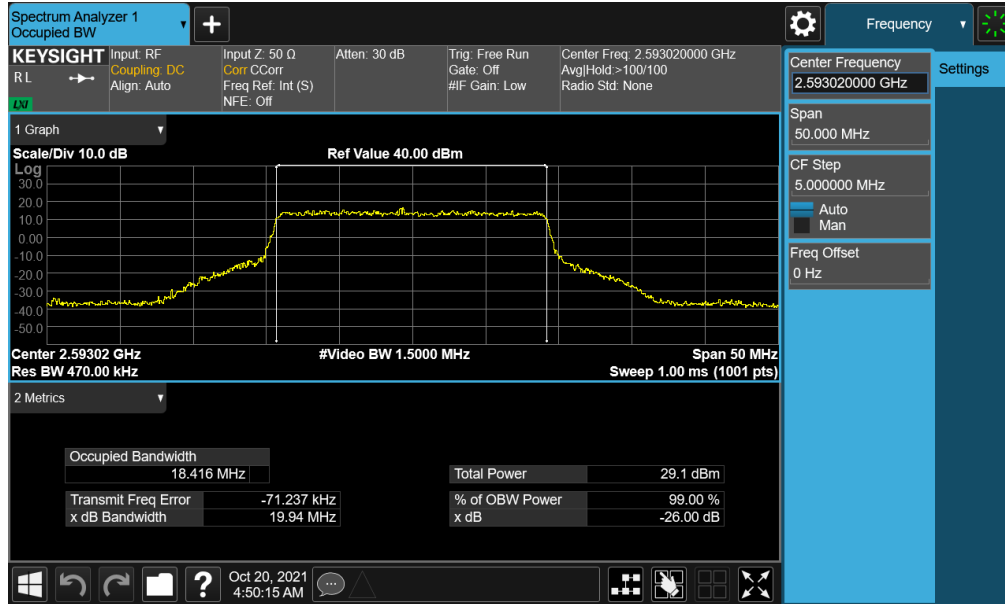 Spectrum Analyzer 1
Occupied BW
+
Frequency
KEYSIGHT
R L
LXI
Input: RF
Coupling: DC
Align: Auto
Input Z: 50 Ω
Corr CCorr
Freq Ref: Int (S)
NFE: Off
Atten: 30 dB
Trig: Free Run
Gate: Off
#IF Gain: Low
Center Freq: 2.593020000 GHz
Avg|Hold:>100/100
Radio Std: None
Center Frequency
2.593020000 GHz
Settings
Span
50.000 MHz
CF Step
5.000000 MHz
Auto
Man
Freq Offset
0 Hz
1 Graph
Scale/Div 10.0 dB
Ref Value 40.00 dBm
Log
30.0
20.0
10.0
0.00
-10.0
-20.0
-30.0
-40.0
-50.0
Center 2.59302 GHz
#Video BW 1.5000 MHz
Span 50 MHz
Res BW 470.00 kHz
Sweep 1.00 ms (1001 pts)
2 Metrics
Occupied Bandwidth
18.416 MHz
Total Power 29.1 dBm
Transmit Freq Error -71.237 kHz
% of OBW Power 99.00 %
x dB Bandwidth 19.94 MHz
x dB -26.00 dB
?
Oct 20, 2021
4:50:15 AM